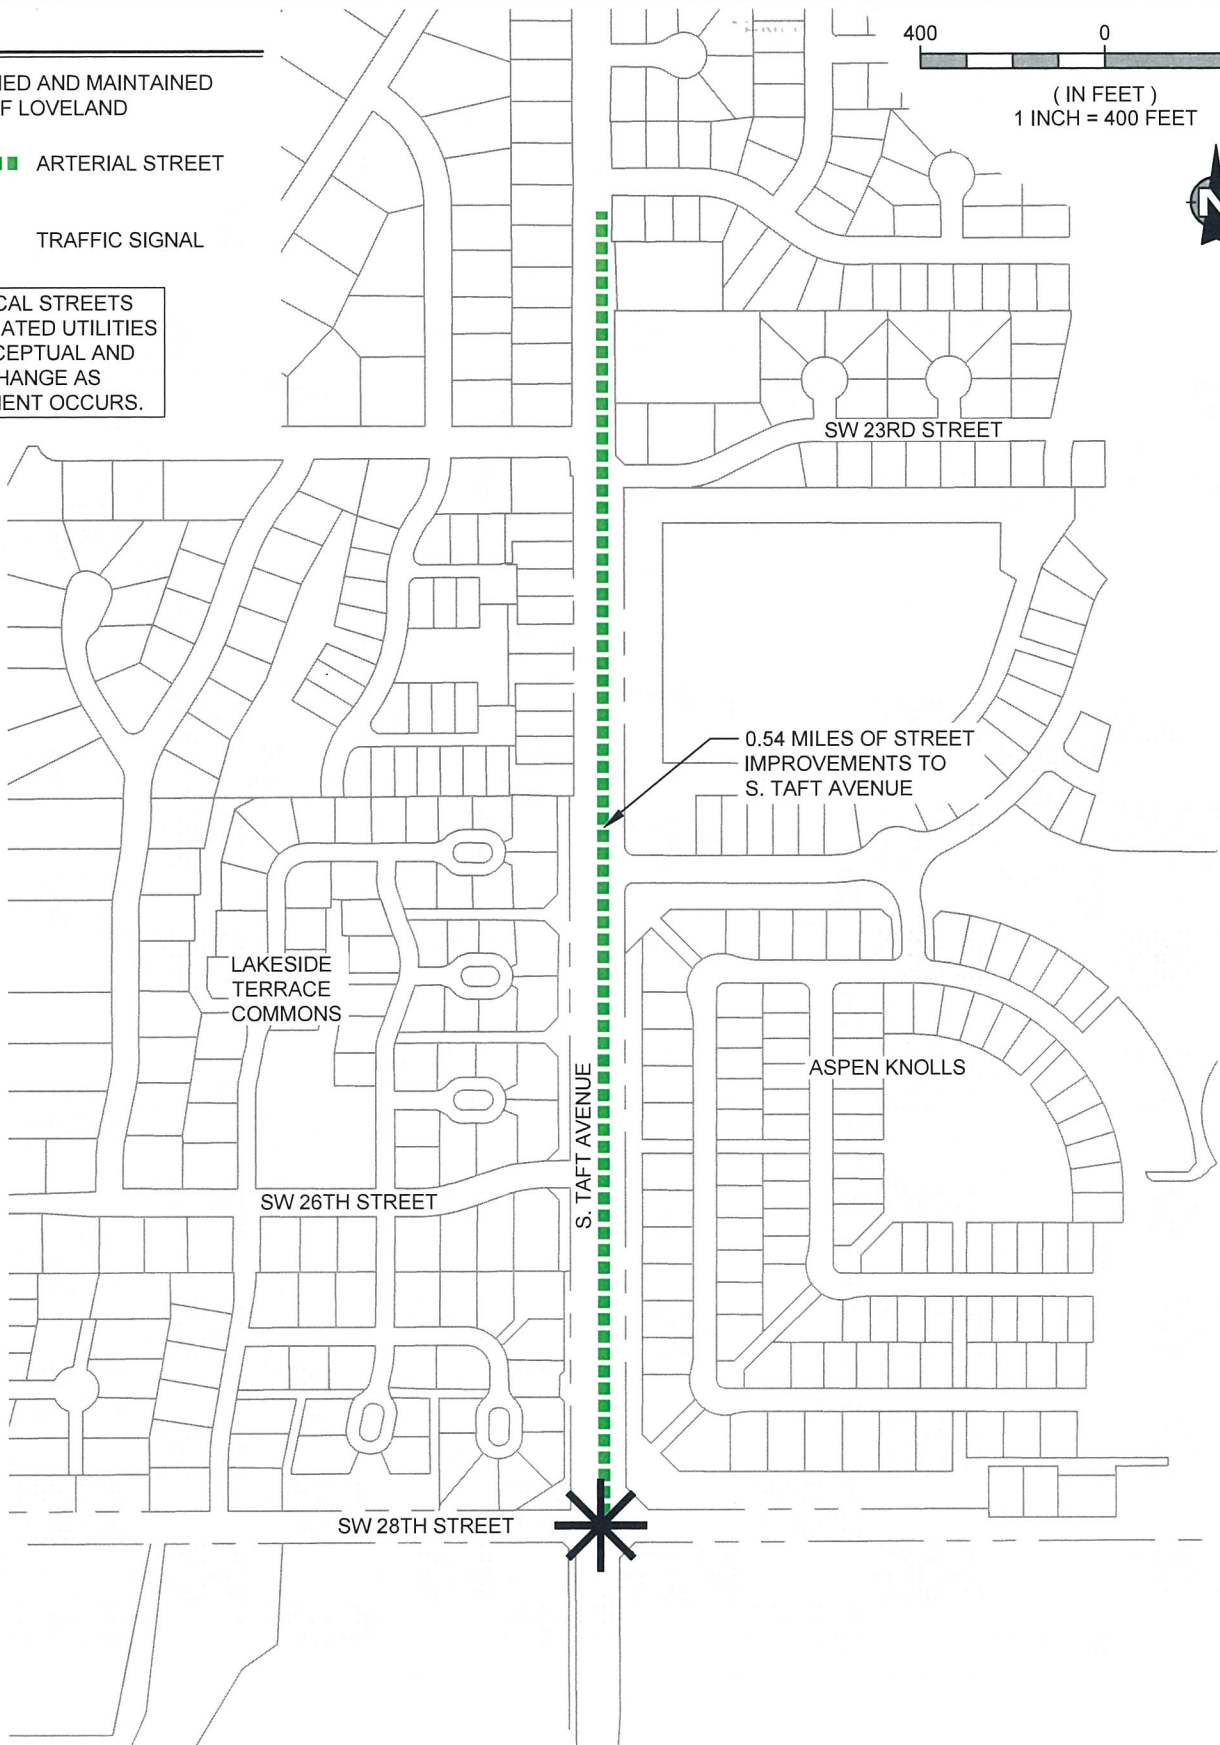 NED AND MAINTAINED
F LOVELAND
ARTERIAL STREET
TRAFFIC SIGNAL
CAL STREETS
ATED UTILITIES
CEPTUAL AND
HANGE AS
MENT OCCURS.
400 0
( IN FEET )
1 INCH = 400 FEET
N
SW 23RD STREET
0.54 MILES OF STREET
IMPROVEMENTS TO
S. TAFT AVENUE
LAKESIDE
TERRACE
COMMONS
ASPEN KNOLLS
S. TAFT AVENUE
SW 26TH STREET
SW 28TH STREET